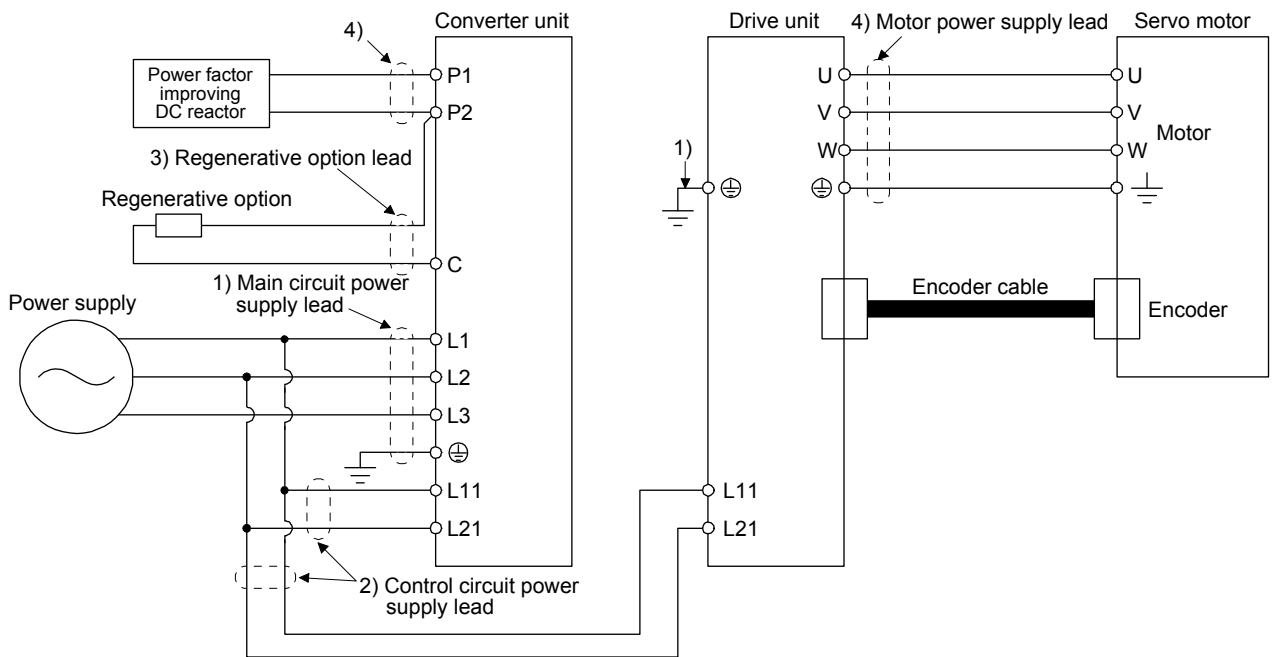 Converter unit
Drive unit
4) Motor power supply lead
Servo motor
4)
Power factor
improving
DC reactor
P1
P2
U
V
W
U
V
W
Motor
3) Regenerative option lead
1)
Regenerative option
C
1) Main circuit power
supply lead
Encoder cable
Encoder
Power supply
L1
L2
L3
L11
L21
L11
L21
2) Control circuit power
supply lead